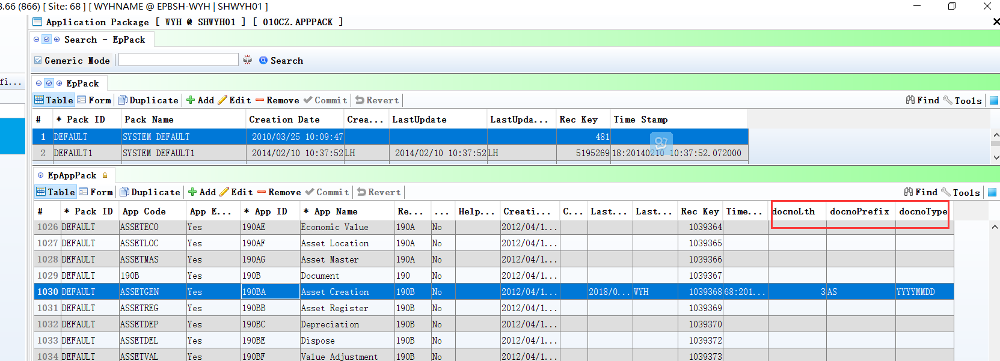 3.66 (866) [ Site: 68 ] [ WYHNAME @ EPBSH-WYH | SHWYH01 ]
Application Package [ WYH @ SHWYH01 ] [ 010CZ.APPPACK ]
Search - EpPack
Generic Mode Search
fi...
EpPack
Table Form Duplicate Add Edit Remove Commit Revert Find Tools
# * Pack ID Pack Name Creation Date Crea... LastUpdate LastUpda... Rec Key Time Stamp
1 DEFAULT SYSTEM DEFAULT 2010/03/25 10:09:47 481
2 DEFAULT1 SYSTEM DEFAULT1 2014/02/10 10:37:52 LH 2014/02/10 10:37:52 LH 5195269 18:20140210 10:37:52.072000
EpAppPack
Table Form Duplicate Add Edit Remove Commit Revert Find Tools
# * Pack ID App Code App E... * App ID * App Name Re... ... Help... Creati... C... Last... Last... Rec Key Time... docnoLth docnoPrefix docnoType
1026 DEFAULT ASSETECO Yes 190AE Economic Value 190A No 2012/04/1... 1039364
1027 DEFAULT ASSETLOC Yes 190AF Asset Location 190A No 2012/04/1... 1039365
1028 DEFAULT ASSETMAS Yes 190AG Asset Master 190A No 2012/04/1... 1039366
1029 DEFAULT 190B Yes 190B Document 190 No 2012/04/1... 1039367
1030 DEFAULT ASSETGEN Yes 190BA Asset Creation 190B No 2012/04/1... 2018/0... WYH 1039368 68:201... 3 AS YYYYMMDD
1031 DEFAULT ASSETREG Yes 190BB Asset Register 190B No 2012/04/1... 1039369
1032 DEFAULT ASSETDEP Yes 190BC Depreciation 190B No 2012/04/1... 1039370
1033 DEFAULT ASSETDEL Yes 190BE Dispose 190B No 2012/04/1... 1039372
1034 DEFAULT ASSETVAL Yes 190BF Value Adjustment 190B No 2012/04/1... 1039373